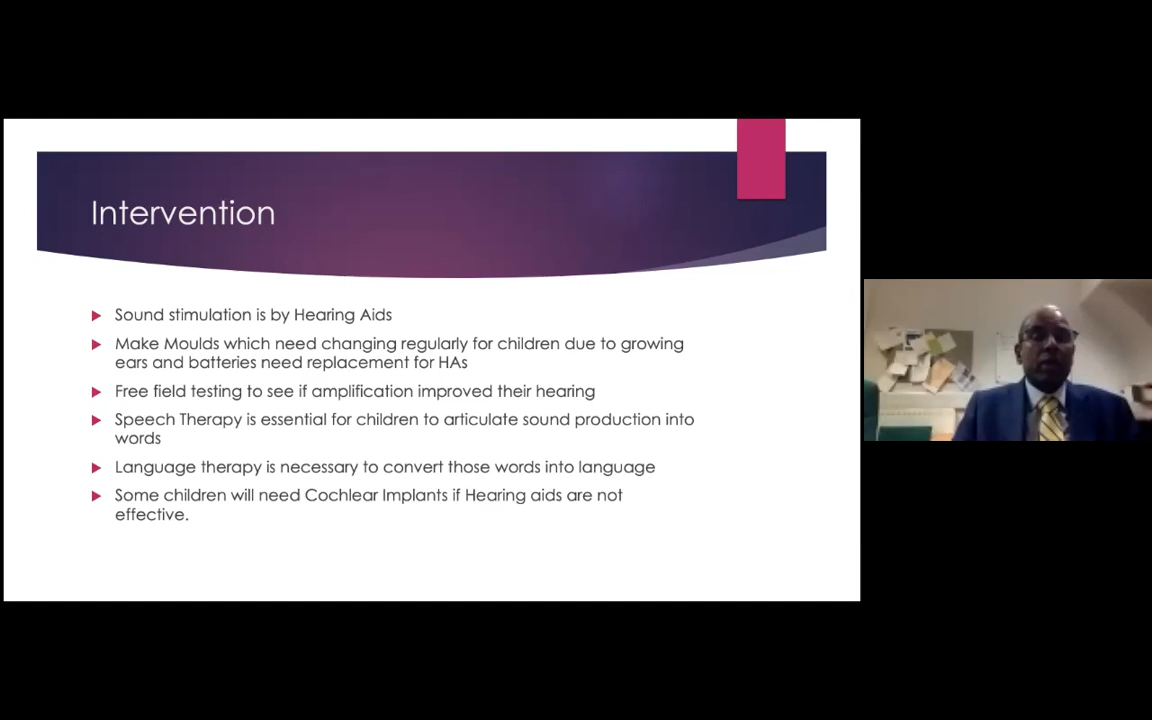 Intervention
Sound stimulation is by Hearing Aids
Make Moulds which need changing regularly for children due to growing
ears and batteries need replacement for HAs
Free field testing to see if amplification improved their hearing
Speech Therapy is essential for children to articulate sound production into
words
Language therapy is necessary to convert those words into language
Some children will need Cochlear Implants if Hearing aids are not
effective.